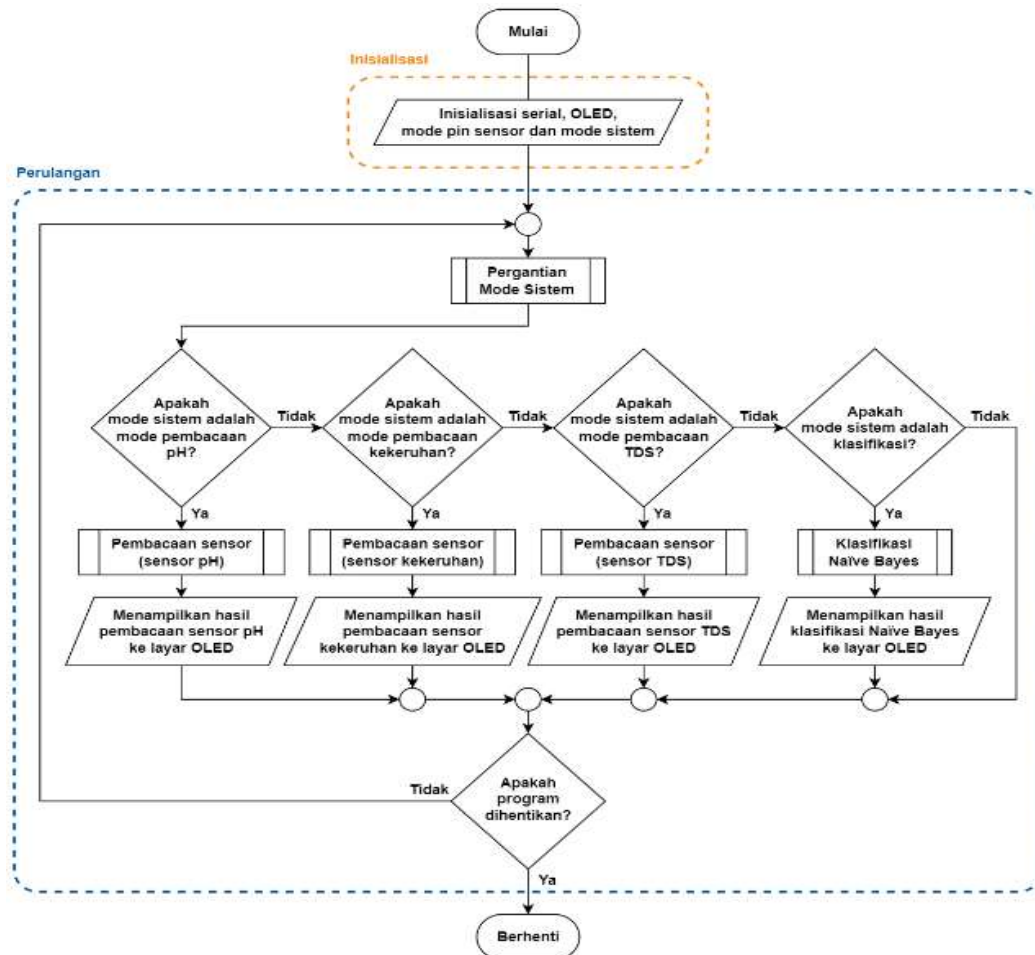 Mulai
Inisialisasi
Inisialisasi serial, OLED,
mode pin sensor dan mode sistem
Perulangan
Pergantian
Mode Sistem
Apakah
mode sistem adalah
mode pembacaan
pH?
Tidak
Apakah
mode sistem adalah
mode pembacaan
kekeruhan?
Tidak
Apakah
mode sistem adalah
mode pembacaan
TDS?
Tidak
Apakah
mode sistem adalah
klasifikasi?
Tidak
Ya
Ya
Ya
Ya
Pembacaan sensor
(sensor pH)
Pembacaan sensor
(sensor kekeruhan)
Pembacaan sensor
(sensor TDS)
Klasifikasi
Naïve Bayes
Menampilkan hasil
pembacaan sensor pH
ke layar OLED
Menampilkan hasil
pembacaan sensor
kekeruhan ke layar OLED
Menampilkan hasil
pembacaan sensor TDS
ke layar OLED
Menampilkan hasil
klasifikasi Naïve Bayes
ke layar OLED
Tidak
Apakah
program
dihentikan?
Ya
Berhenti